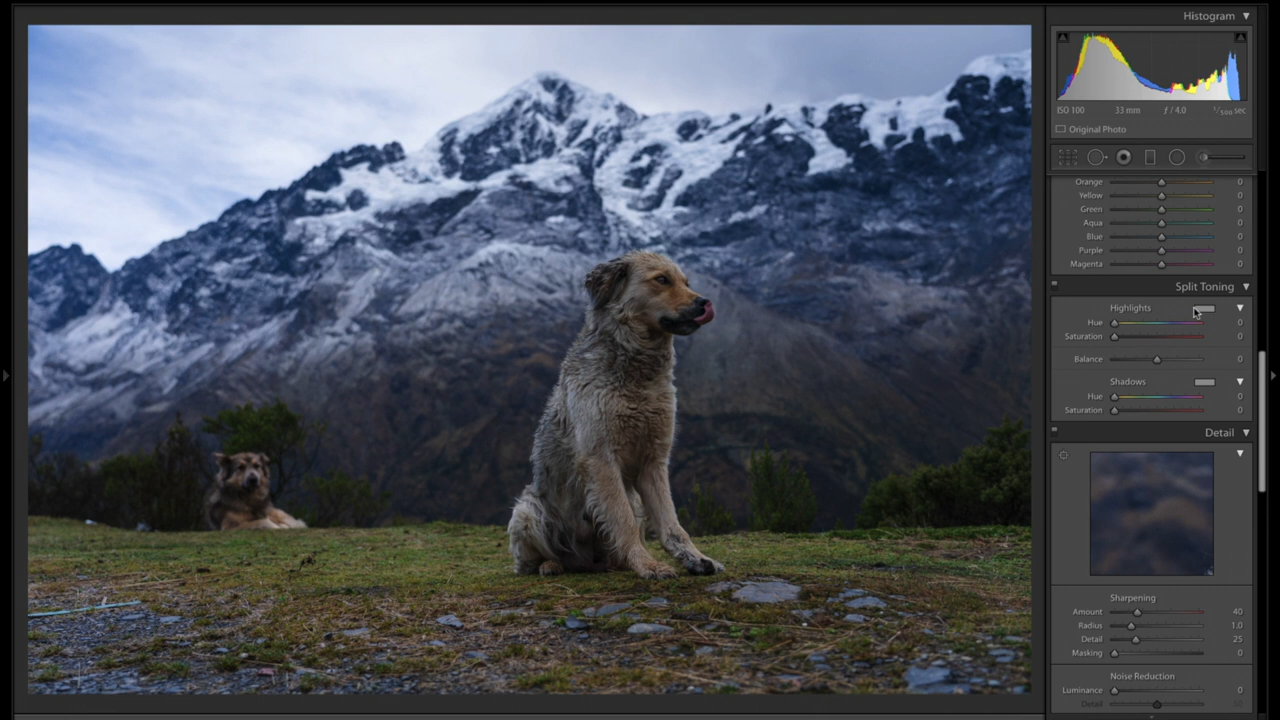 Histogram
ISO 100 33 mm ƒ / 4.0 1/500 sec
Original Photo
Orange 0
Yellow 0
Green 0
Aqua 0
Blue 0
Purple 0
Magenta 0
Split Toning
Highlights
Hue 0
Saturation 0
Balance 0
Shadows
Hue 0
Saturation 0
Detail
Sharpening
Amount 40
Radius 1.0
Detail 25
Masking 0
Noise Reduction
Luminance 0
Detail